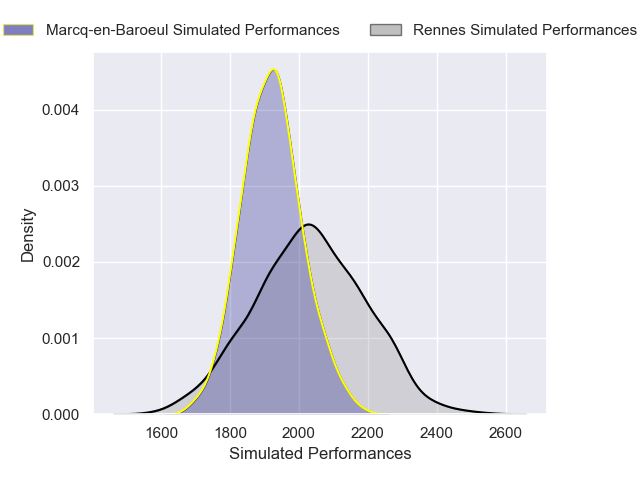 Marcq-en-Baroeul Simulated Performances
Rennes Simulated Performances
0.004
0.003
0.002
0.001
0.000
Density
1600
1800
2000
2200
2400
2600
Simulated Performances